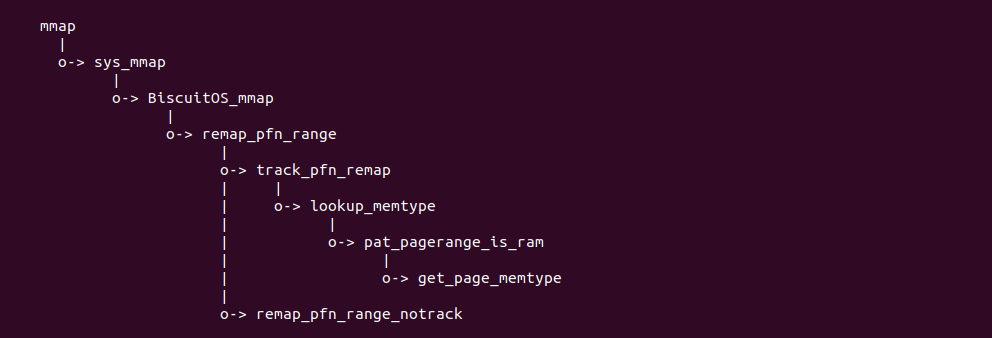 mmap
|
o-> sys_mmap
|
o-> BiscuitOS_mmap
|
o-> remap_pfn_range
|
o-> track_pfn_remap
| |
| o-> lookup_memtype
| |
| o-> pat_pagerange_is_ram
| |
| o-> get_page_memtype
|
o-> remap_pfn_range_notrack